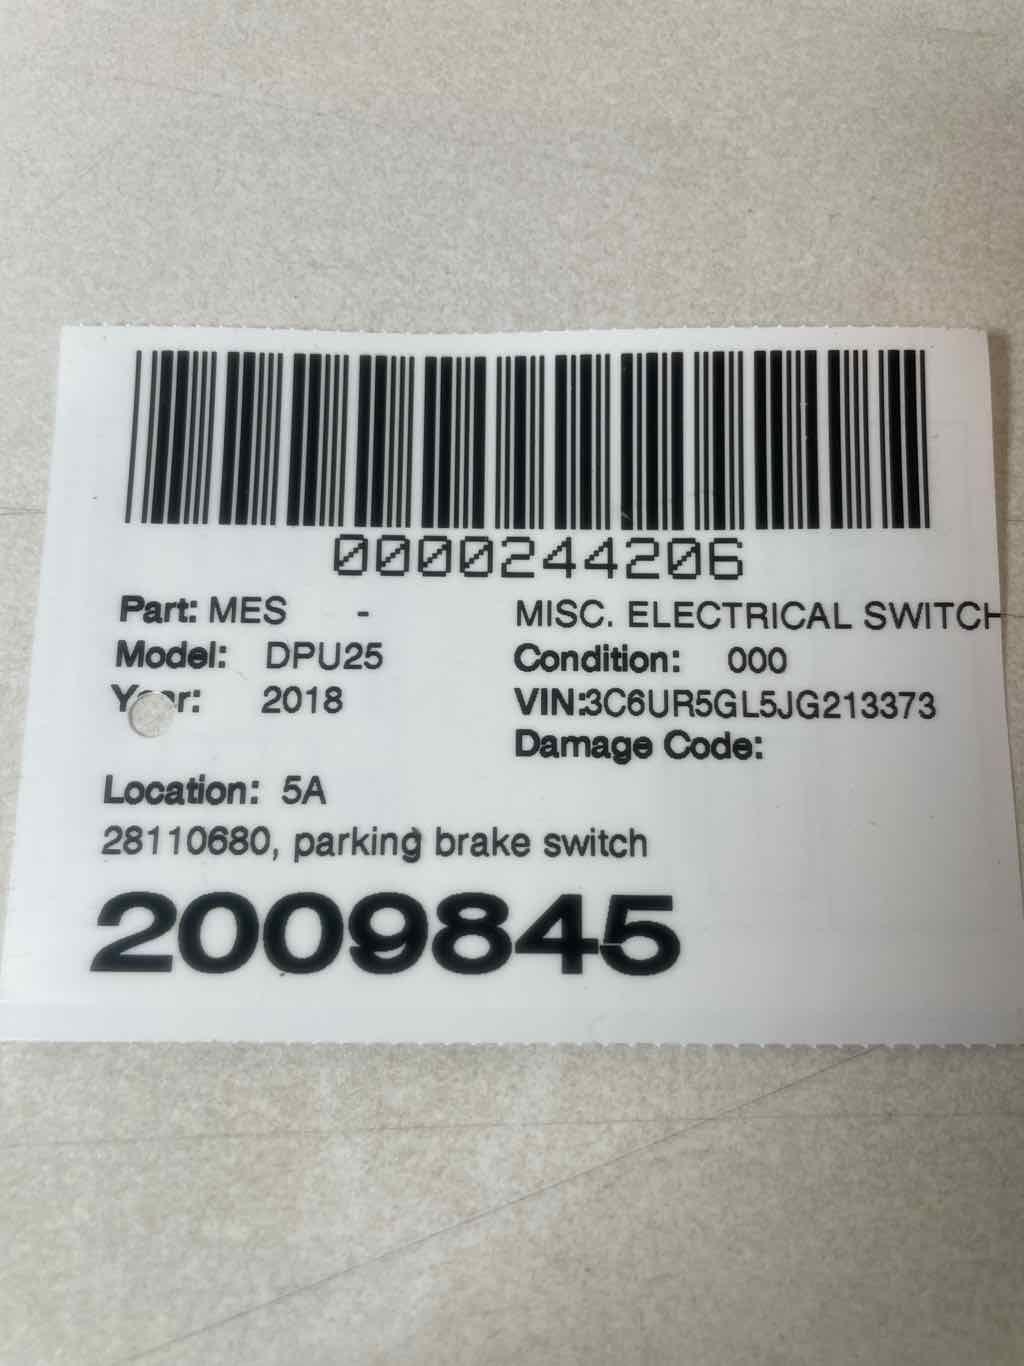 0000244206
Part: MES - MISC. ELECTRICAL SWITCH
Model: DPU25 Condition: 000
Year: 2018 VIN:3C6UR5GL5JG213373
Damage Code:
Location: 5A
28110680, parking brake switch
2009845